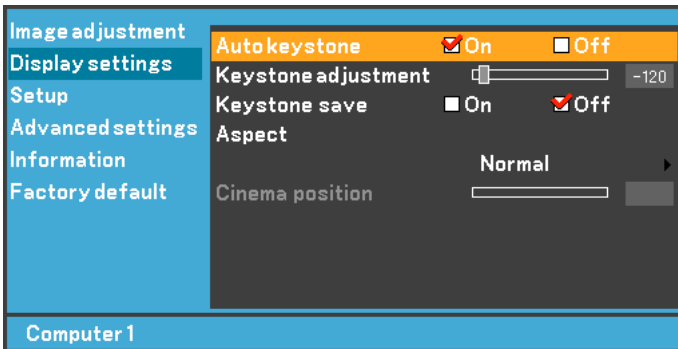 Image adjustment
Display settings
Setup
Advanced settings
Information
Factory default
Auto keystone On Off
Keystone adjustment -120
Keystone save On Off
Aspect
Normal
Cinema position
Computer 1